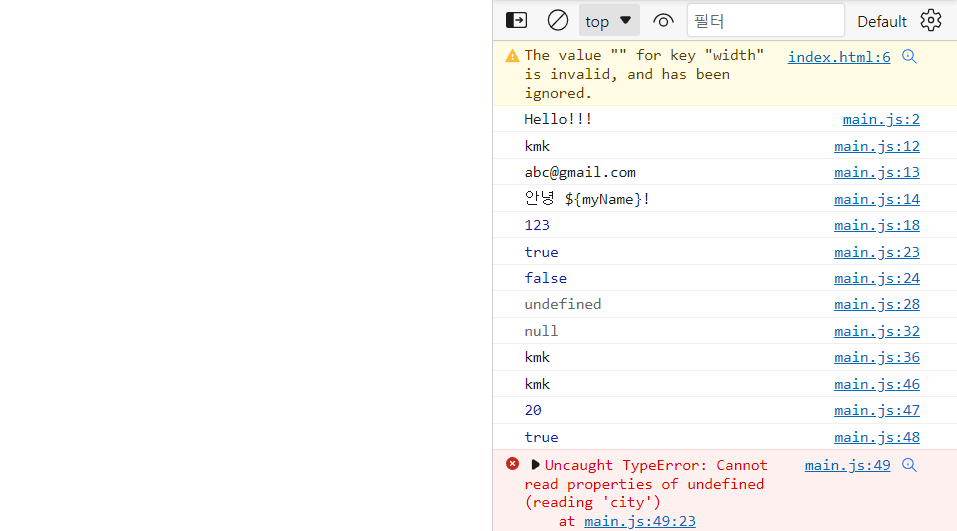 top 필터 Default
The value "" for key "width" index.html:6
is invalid, and has been
ignored.
Hello!!! main.js:2
kmk main.js:12
abc@gmail.com main.js:13
안녕 ${myName}! main.js:14
123 main.js:18
true main.js:23
false main.js:24
undefined main.js:28
null main.js:32
kmk main.js:36
kmk main.js:46
20 main.js:47
true main.js:48
Uncaught TypeError: Cannot main.js:49
read properties of undefined
(reading 'city')
at main.js:49:23